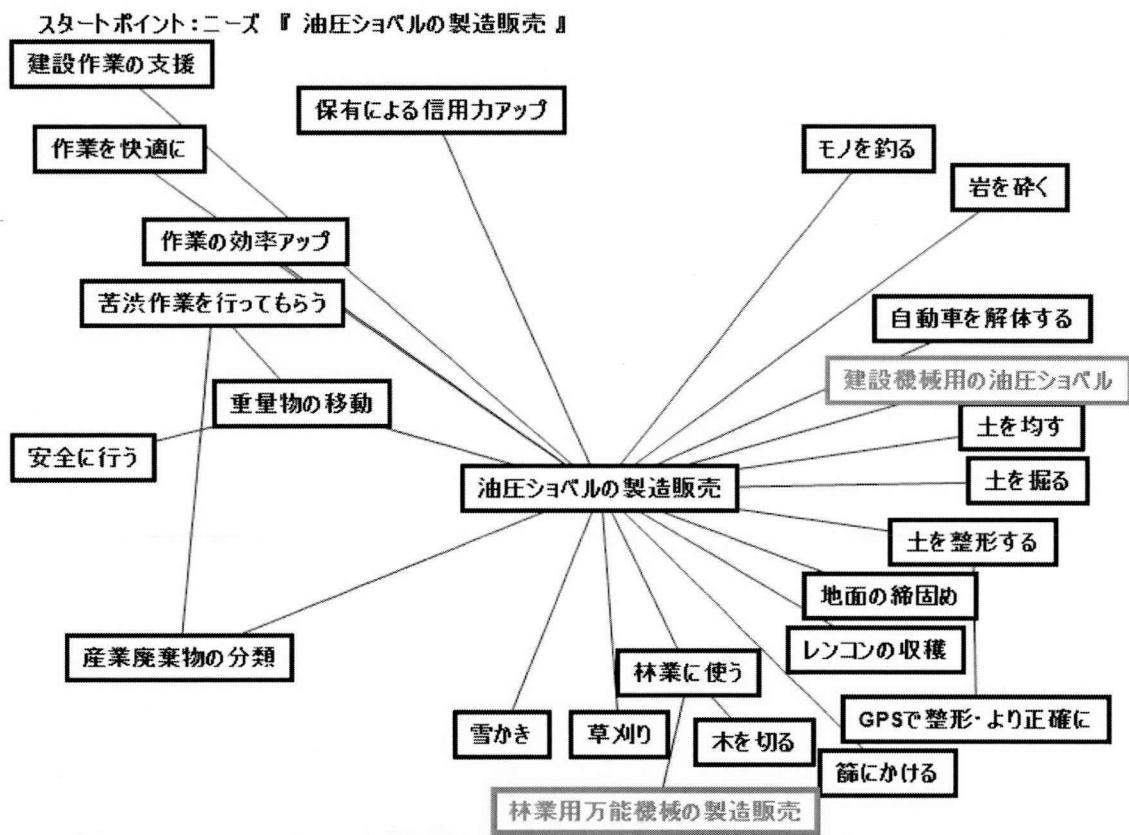 スタートポイント:ニーズ 『 油圧ショベルの製造販売 』
建設作業の支援
保有による信用力アップ
作業を快適に
モノを釣る
岩を砕く
作業の効率アップ
苦渋作業を行ってもらう
自動車を解体する
建設機械用の油圧ショベル
重量物の移動
土を均す
安全に行う
油圧ショベルの製造販売
土を掘る
土を整形する
地面の締固め
レンコンの収穫
産業廃棄物の分類
林業に使う
GPSで整形・より正確に
雪かき
草刈り
木を切る
篩にかける
林業用万能機械の製造販売